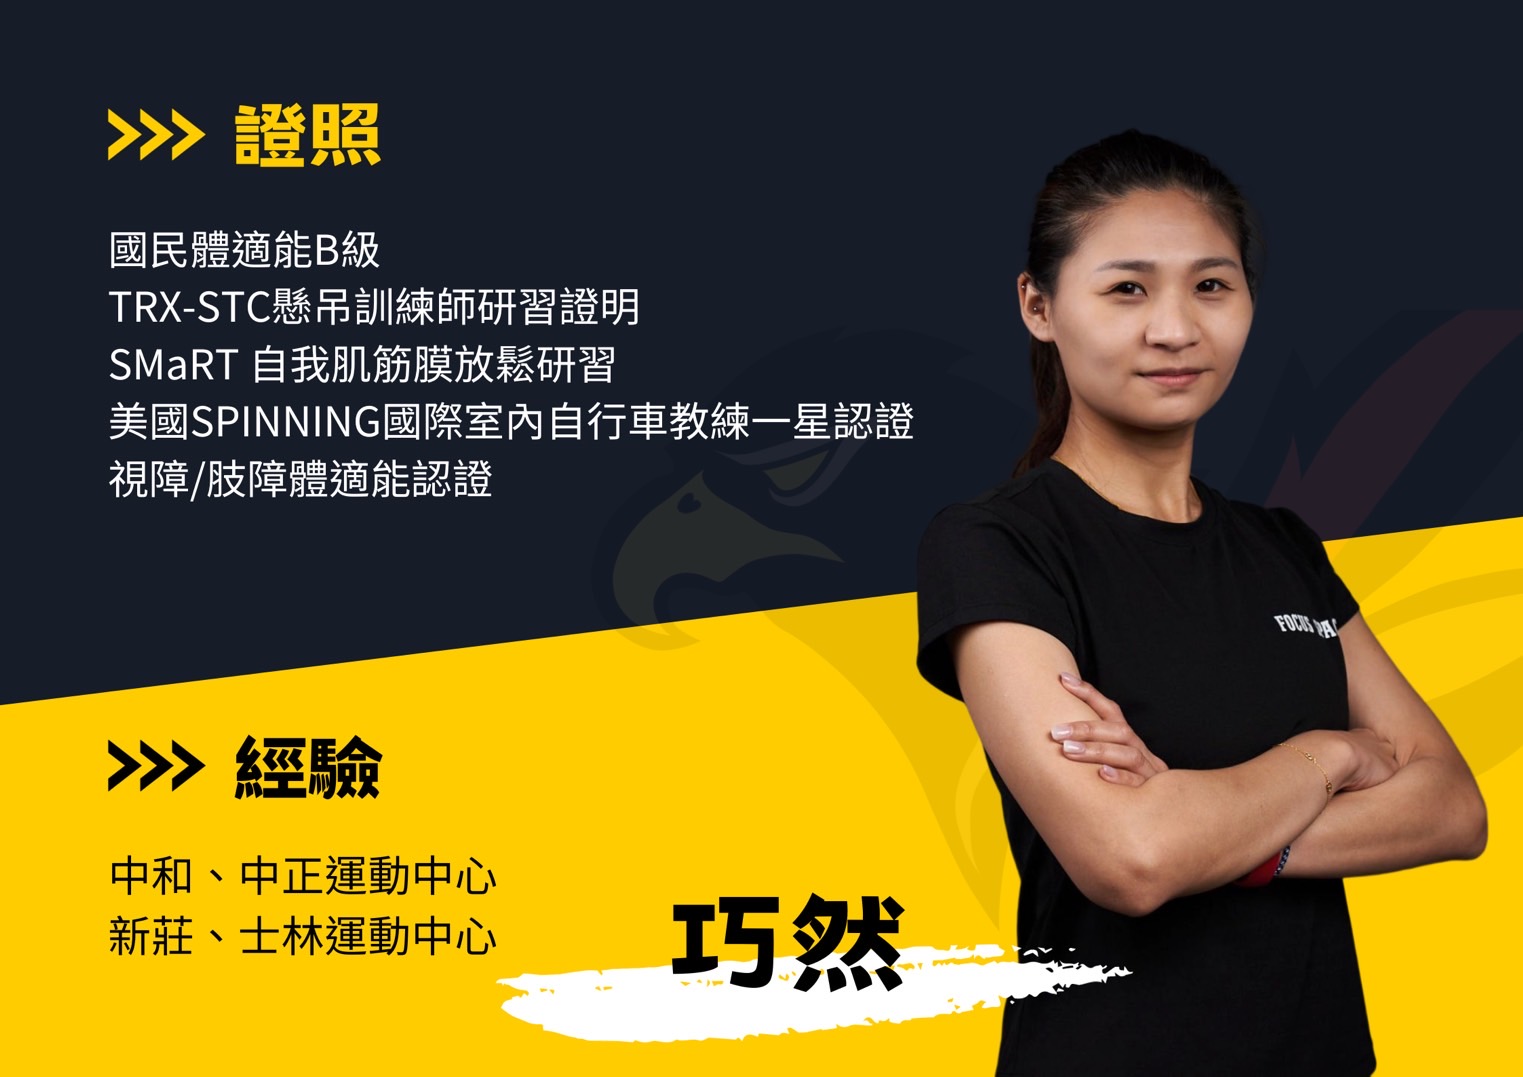 證照
國民體適能B級
TRX-STC懸吊訓練師研習證明
SMaRT 自我肌筋膜放鬆研習
美國SPINNING國際室內自行車教練一星認證
視障/肢障體適能認證
FOCUS
經驗
中和、中正運動中心
新莊、士林運動中心
巧然